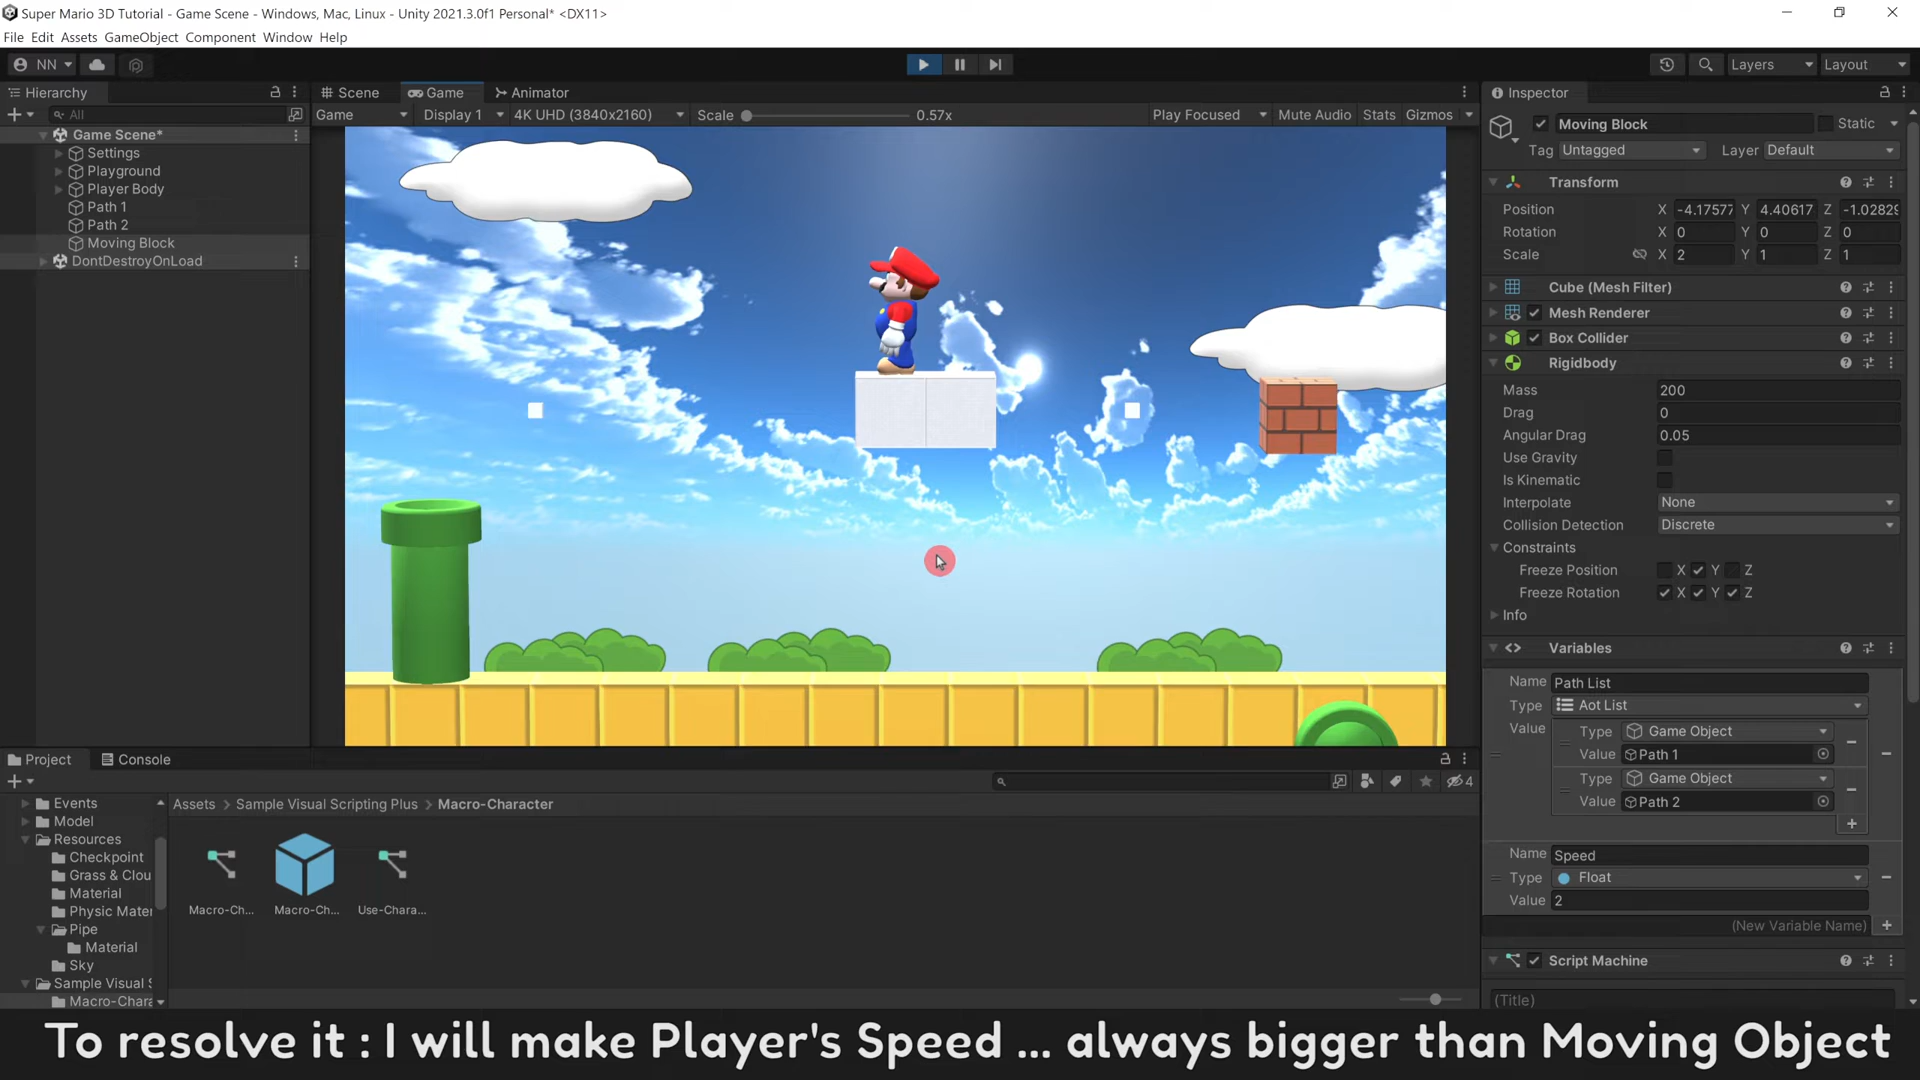 Super Mario 3D Tutorial - Game Scene - Windows, Mac, Linux - Unity 2021.3.0f1 Personal* <DX11>
File Edit Assets GameObject Component Window Help
NN Layers Layout
Hierarchy
All
Game Scene*
Settings
Playground
Player Body
Path 1
Path 2
Moving Block
DontDestroyOnLoad
Scene Game Animator
Game Display 1 4K UHD (3840x2160) Scale 0.57x Play Focused Mute Audio Stats Gizmos
Inspector
Moving Block Static
Tag Untagged Layer Default
Transform
Position X -4.17577 Y 4.40617 Z -1.02829
Rotation X 0 Y 0 Z 0
Scale X 2 Y 1 Z 1
Cube (Mesh Filter)
Mesh Renderer
Box Collider
Rigidbody
Mass 200
Drag 0
Angular Drag 0.05
Use Gravity
Is Kinematic
Interpolate None
Collision Detection Discrete
Constraints
Freeze Position X Y Z
Freeze Rotation X Y Z
Info
Variables
Name Path List
Type Aot List
Value Type Game Object
Value Path 1
Type Game Object
Value Path 2
Name Speed
Type Float
Value 2
(New Variable Name)
Script Machine
(Title)
Project Console
4
Events
Model
Resources
Checkpoint
Grass & Clou
Material
Physic Mater
Pipe
Material
Sky
Sample Visual S
Macro-Chara
Assets Sample Visual Scripting Plus Macro-Character
Macro-Ch... Macro-Ch... Use-Chara...
To resolve it : I will make Player's Speed ... always bigger than Moving Object